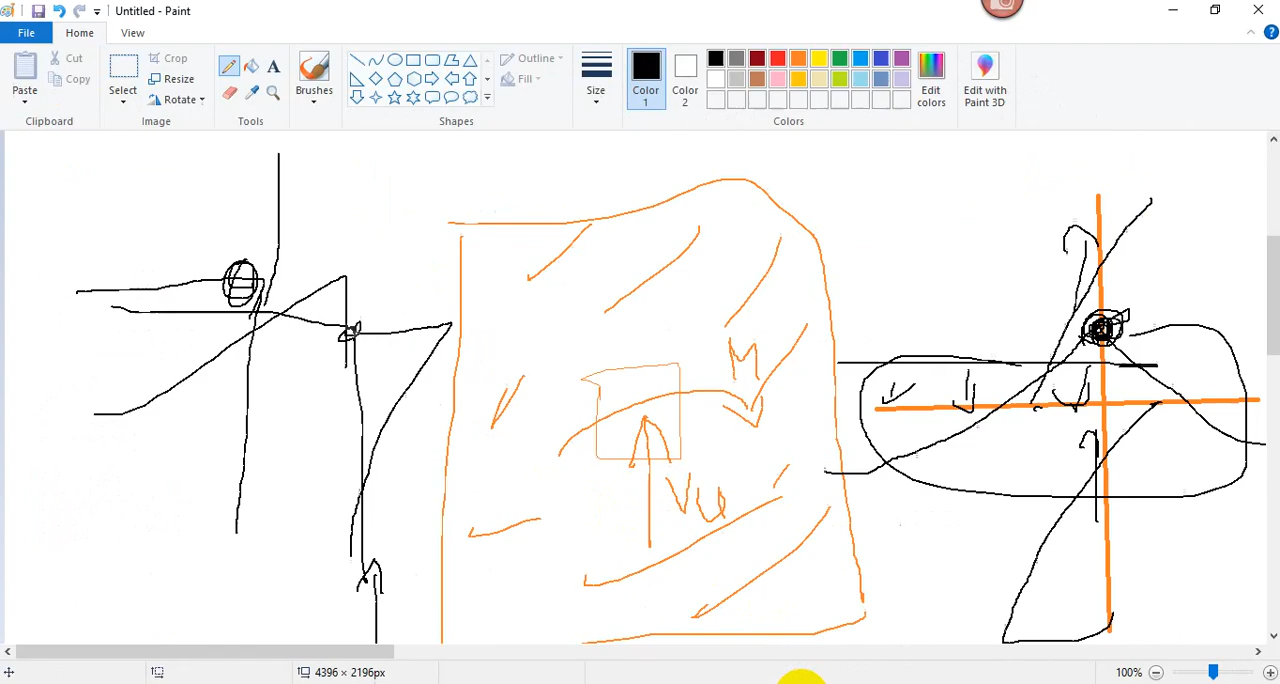 Untitled - Paint
File Home View
Cut
Copy
Paste
Clipboard
Crop
Resize
Rotate
Select
Image
A
Tools
Brushes
Outline
Fill
Shapes
Size
Color 1
Color 2
Edit colors
Edit with Paint 3D
Colors
M
Vu
4396 × 2196px
100%